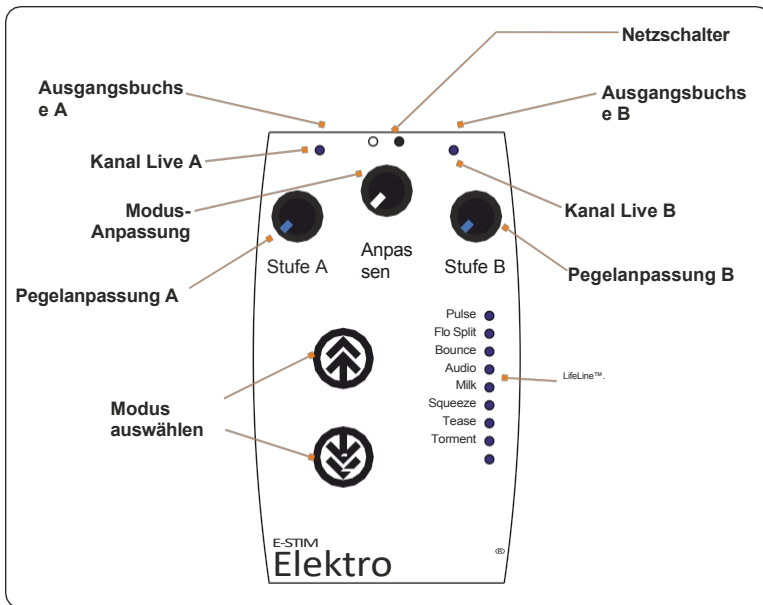 Netzschalter
Ausgangsbuchs
e A
Ausgangsbuchs
e B
Kanal Live A
Modus-
Anpassung
Kanal Live B
Stufe A
Anpas
sen
Stufe B
Pegelanpassung A
Pegelanpassung B
Pulse
Flo Split
Bounce
Audio
Milk
Squeeze
Tease
Torment
LifeLine™.
Modus
auswählen
E-STIM
Elektro
®